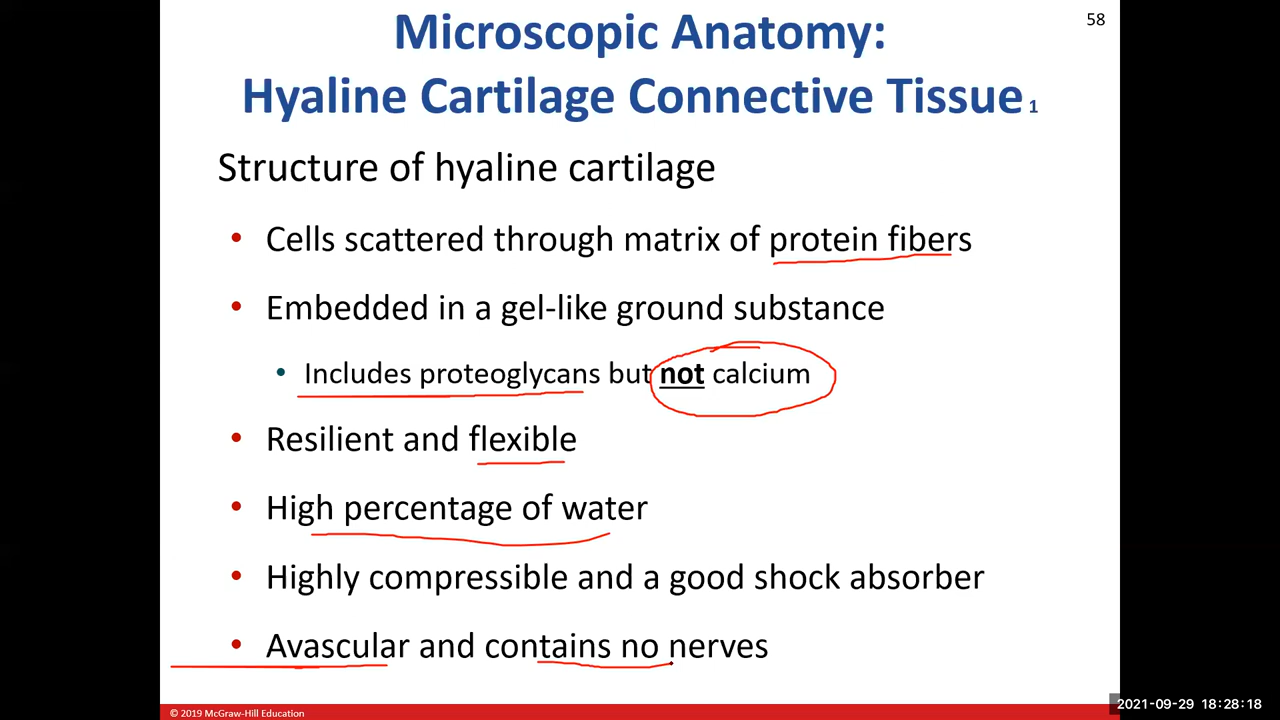 58
Microscopic Anatomy:
Hyaline Cartilage Connective Tissue 1
Structure of hyaline cartilage
• Cells scattered through matrix of protein fibers
• Embedded in a gel-like ground substance
• Includes proteoglycans but not calcium
• Resilient and flexible
• High percentage of water
• Highly compressible and a good shock absorber
• Avascular and contains no nerves
© 2019 McGraw-Hill Education
2021-09-29 18:28:18